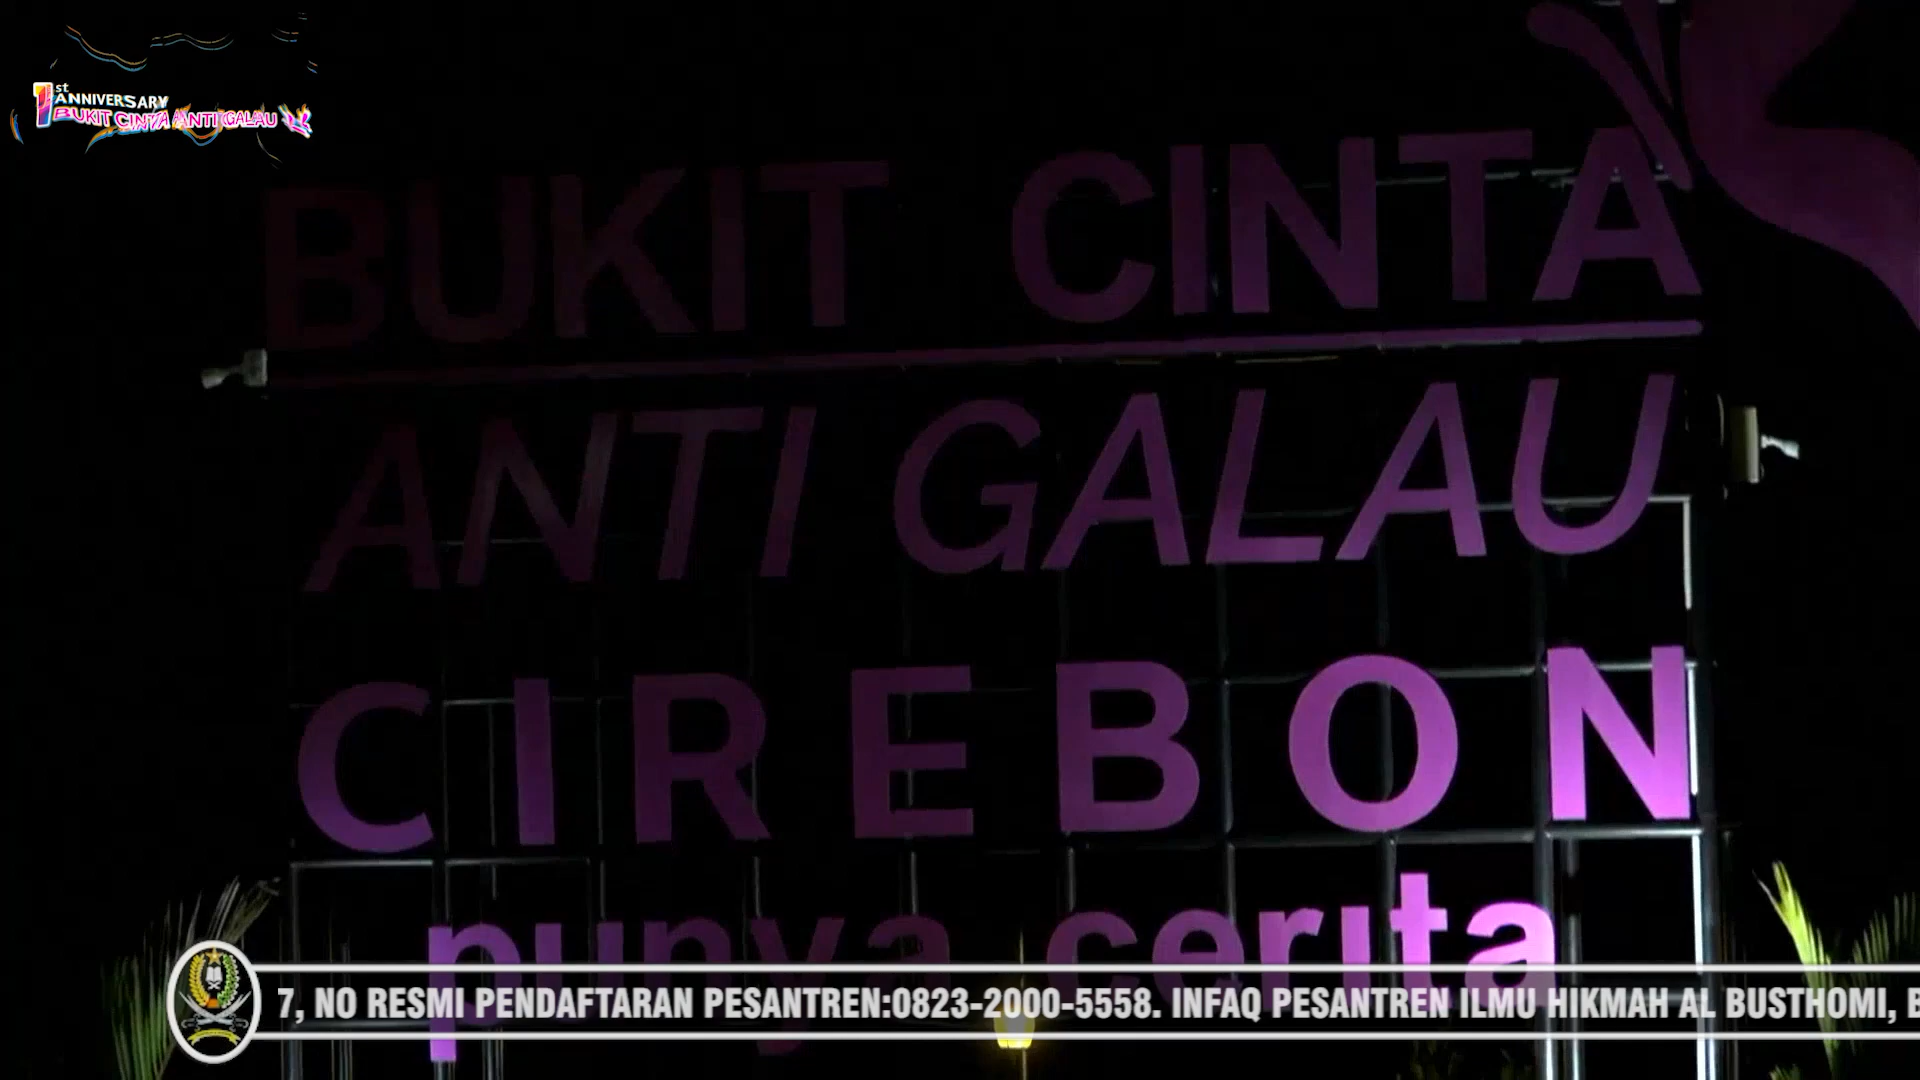 1st ANNIVERSARY
BUKIT CINTA ANTI GALAU
BUKIT CINTA
ANTI GALAU
CIREBON
punya cerita
7, NO RESMI PENDAFTARAN PESANTREN:0823-2000-5558. INFAQ PESANTREN ILMU HIKMAH AL BUSTHOMI, B